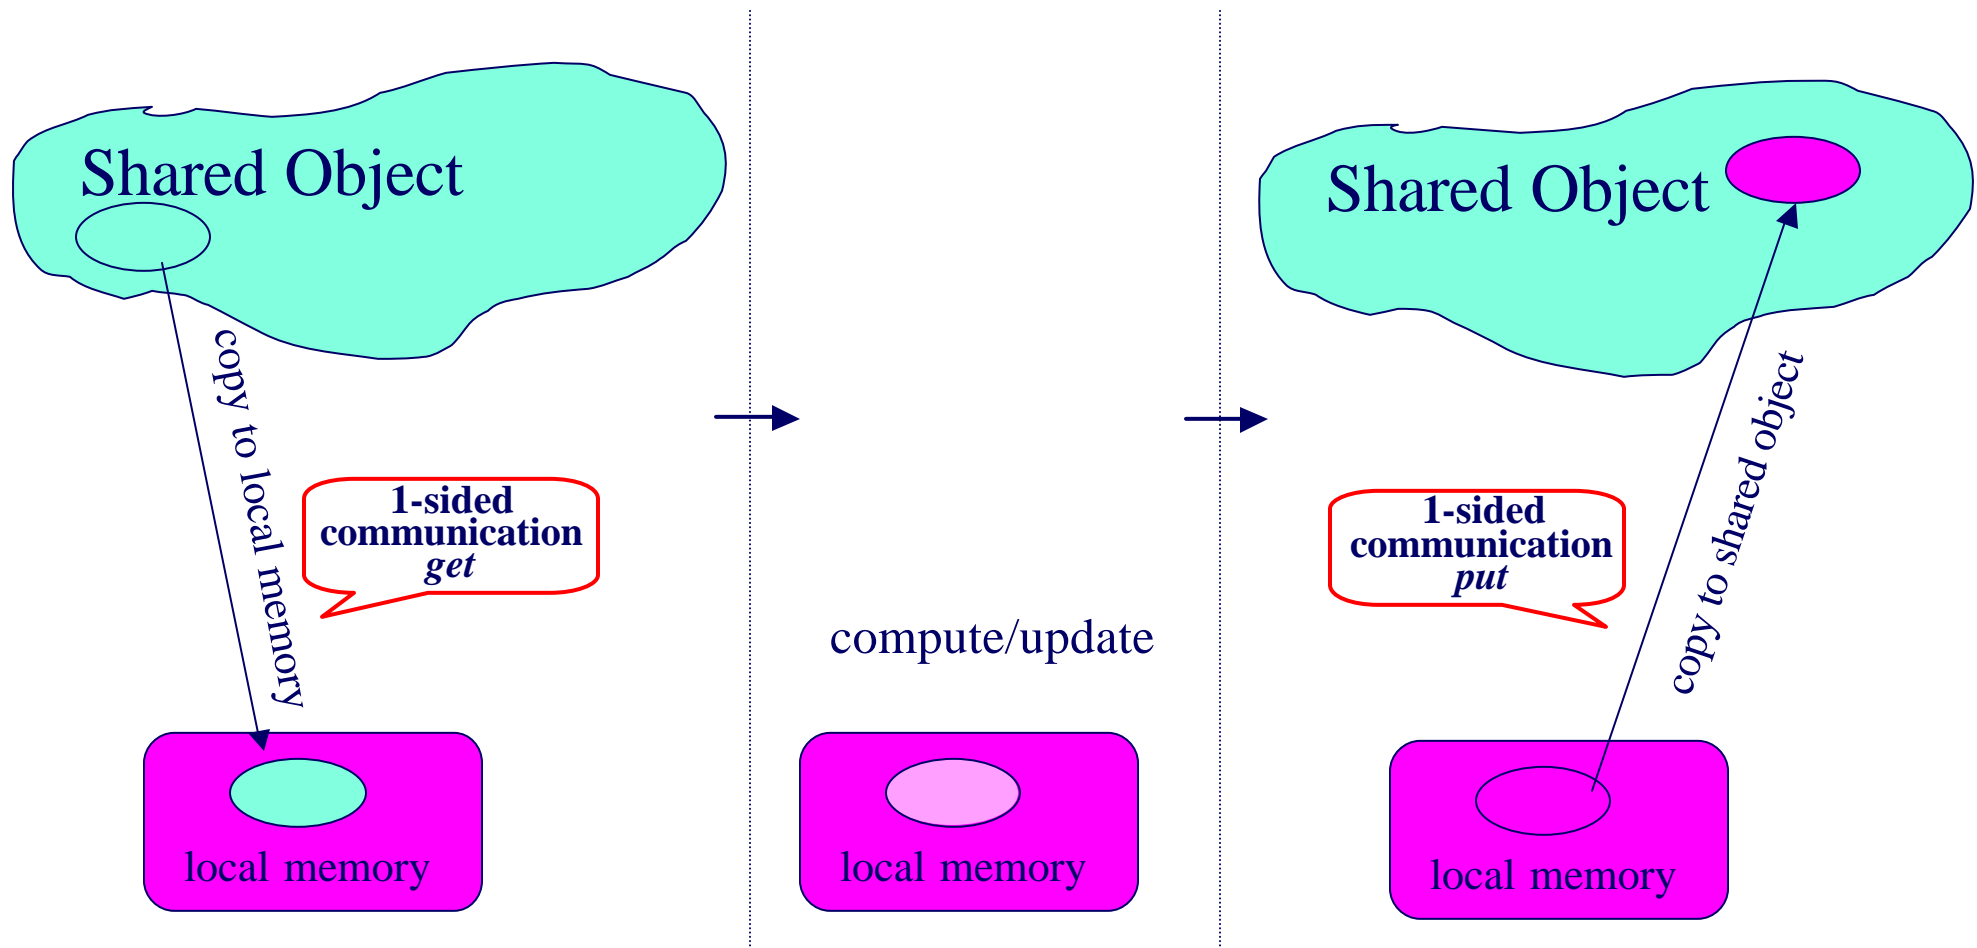 Shared Object
copy to local memory
1-sided
communication
get
local memory
compute/update
local memory
Shared Object
1-sided
communication
put
copy to shared object
local memory